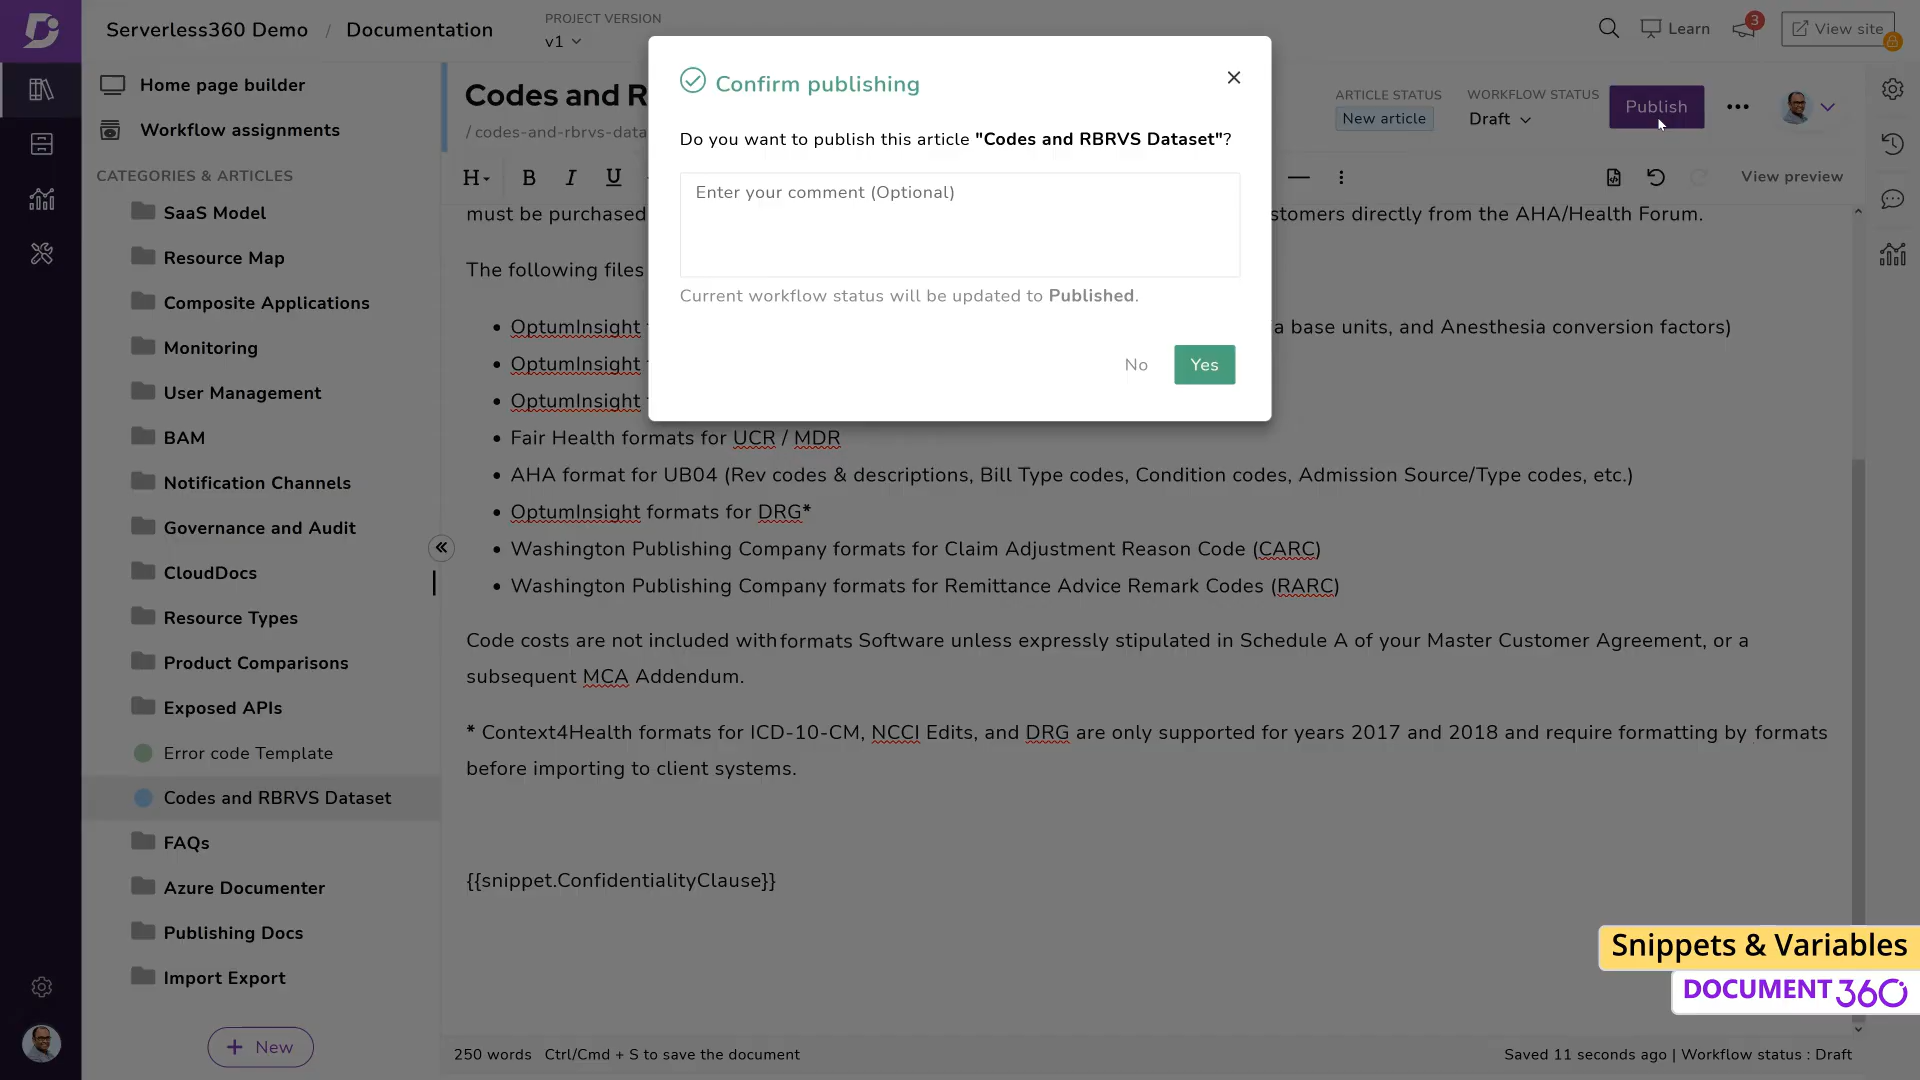 Serverless360 Demo / Documentation
PROJECT VERSION
v1
Learn
3
View site
Home page builder
Workflow assignments
CATEGORIES & ARTICLES
SaaS Model
Resource Map
Composite Applications
Monitoring
User Management
BAM
Notification Channels
Governance and Audit
CloudDocs
Resource Types
Product Comparisons
Exposed APIs
Error code Template
Codes and RBRVS Dataset
FAQs
Azure Documenter
Publishing Docs
Import Export
+ New
Codes and R
/ codes-and-rbrvs-data
ARTICLE STATUS
New article
WORKFLOW STATUS
Draft
Publish
H B I U
View preview
Confirm publishing
Do you want to publish this article "Codes and RBRVS Dataset"?
Enter your comment (Optional)
Current workflow status will be updated to Published.
No
Yes
must be purchased stomers directly from the AHA/Health Forum.
The following files
• OptumInsight a base units, and Anesthesia conversion factors)
• OptumInsight
• OptumInsight
• Fair Health formats for UCR / MDR
• AHA format for UB04 (Rev codes & descriptions, Bill Type codes, Condition codes, Admission Source/Type codes, etc.)
• OptumInsight formats for DRG*
• Washington Publishing Company formats for Claim Adjustment Reason Code (CARC)
• Washington Publishing Company formats for Remittance Advice Remark Codes (RARC)
Code costs are not included with formats Software unless expressly stipulated in Schedule A of your Master Customer Agreement, or a
subsequent MCA Addendum.
* Context4Health formats for ICD-10-CM, NCCI Edits, and DRG are only supported for years 2017 and 2018 and require formatting by formats
before importing to client systems.
{{snippet.ConfidentialityClause}}
Snippets & Variables
DOCUMENT360
250 words Ctrl/Cmd + S to save the document
Saved 11 seconds ago | Workflow status : Draft